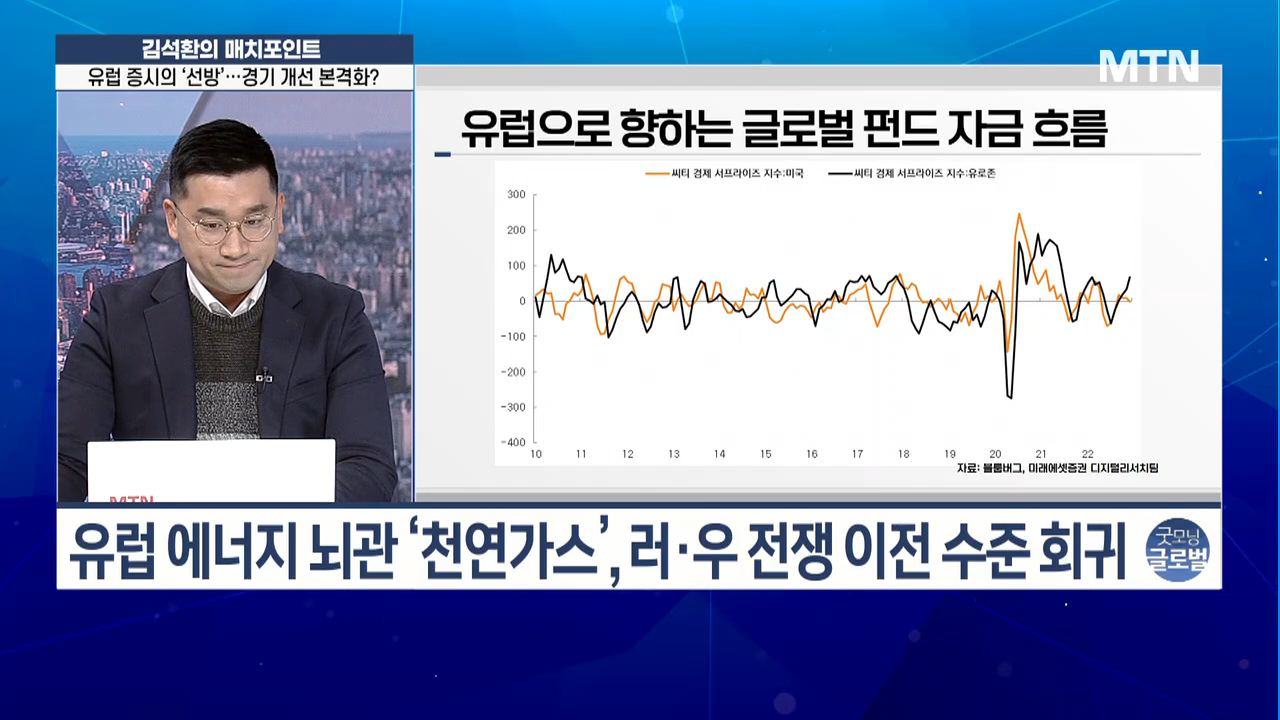 김석환의 매치포인트
유럽 증시의 ‘선방’…경기 개선 본격화?
MTN
유럽으로 향하는 글로벌 펀드 자금 흐름
씨티 경제 서프라이즈 지수:미국
씨티 경제 서프라이즈 지수:유로존
300
200
100
0
-100
-200
-300
-400
10 11 12 13 14 15 16 17 18 19 20 21 22
자료: 블룸버그, 미래에셋증권 디지털리서치팀
MTN
유럽 에너지 뇌관 ‘천연가스’, 러·우 전쟁 이전 수준 회귀
굿모닝
글로벌